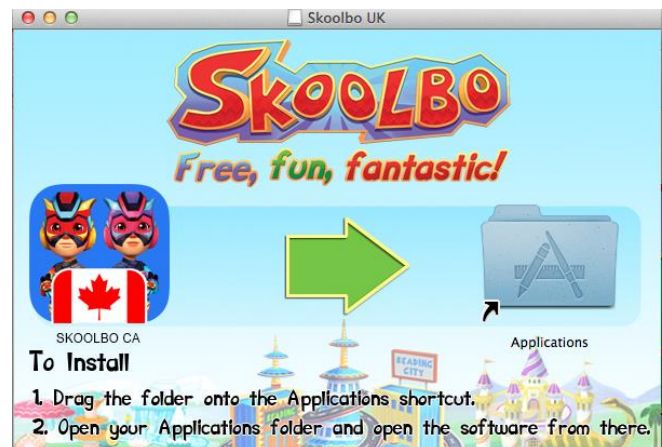 Skoolbo UK
SKOOLBO
Free, fun, fantastic!
SKOOLBO CA
Applications
READING
CITY
To Install
1. Drag the folder onto the Applications shortcut.
2. Open your Applications folder and open the software from there.